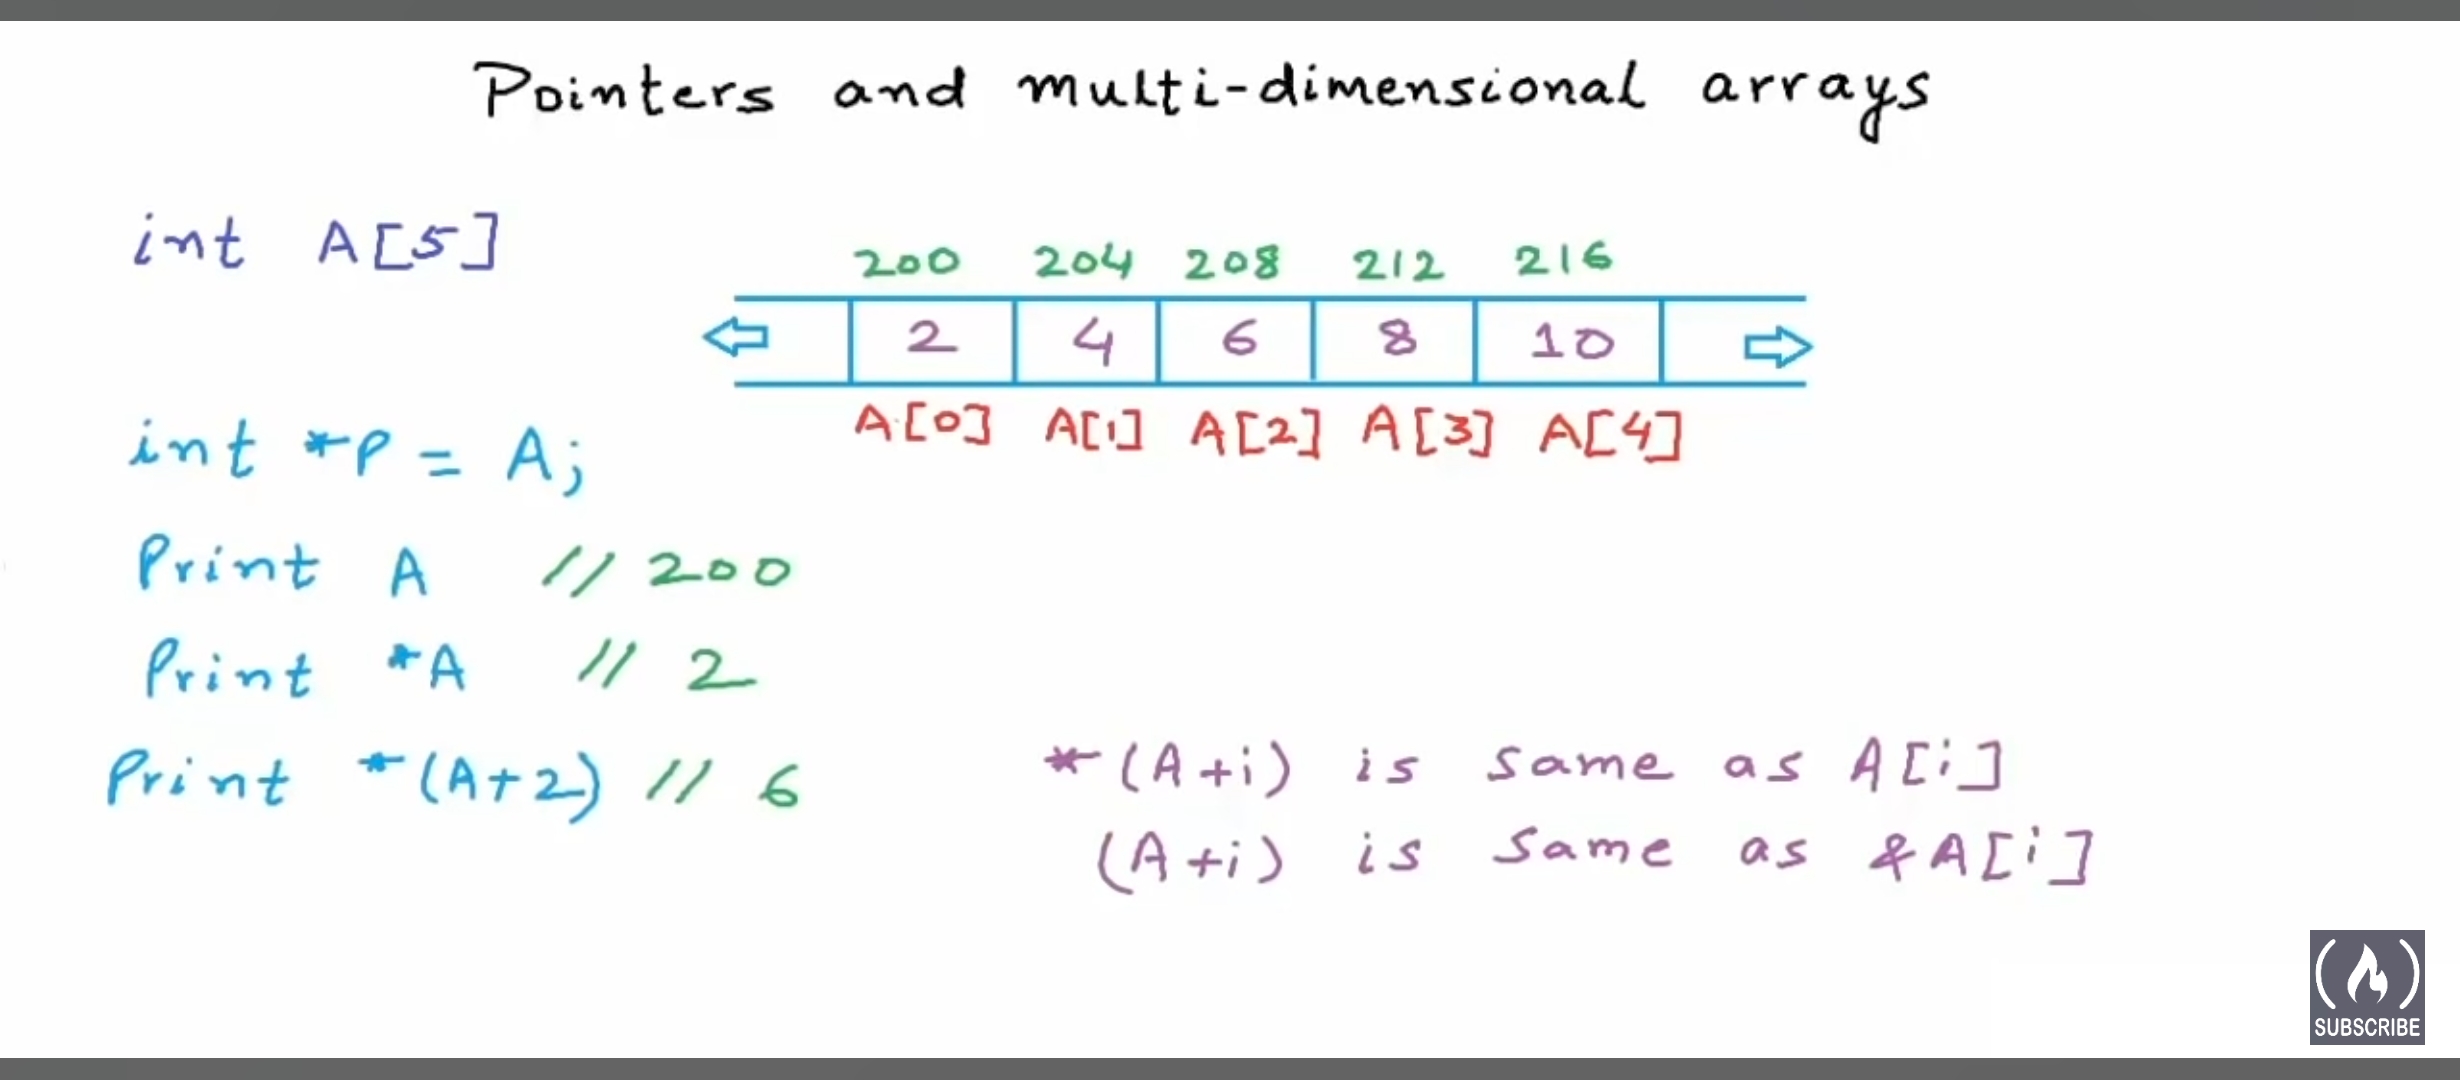 Pointers and multi-dimensional arrays
int A[5]
200 204 208 212 216
2 4 6 8 10
A[0] A[1] A[2] A[3] A[4]
int *P = A;
Print A // 200
Print *A // 2
Print *(A+2) // 6
*(A+i) is same as A[i]
(A+i) is same as &A[i]
SUBSCRIBE